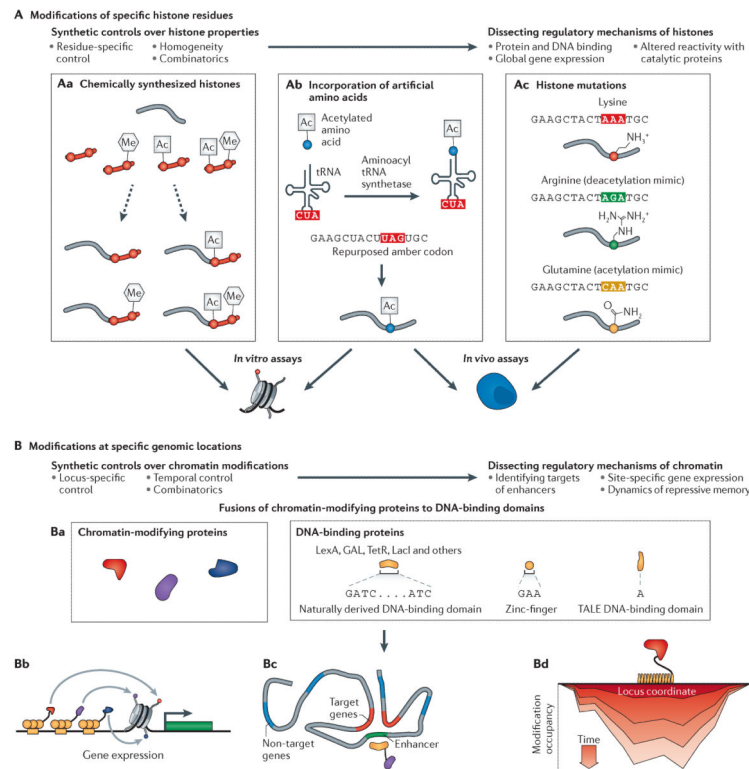 A Modifications of specific histone residues
Synthetic controls over histone properties
• Residue-specific control
• Homogeneity
• Combinatorics
Dissecting regulatory mechanisms of histones
• Protein and DNA binding
• Global gene expression
• Altered reactivity with catalytic proteins
Aa Chemically synthesized histones
Me
Ac
Ac
Me
Ac
Me
Ac
Me
Ab Incorporation of artificial
amino acids
Ac
Acetylated
amino
acid
Ac
tRNA
Aminoacyl
tRNA
synthetase
CUA
CUA
GAAGCUACUUAGUGC
Repurposed amber codon
Ac
Ac Histone mutations
Lysine
GAAGCTACTAAATGC
NH3+
Arginine (deacetylation mimic)
GAAGCTACTAGATGC
H2N
NH2+
NH
Glutamine (acetylation mimic)
GAAGCTACTCAATGC
O
NH2
In vitro assays
In vivo assays
B Modifications at specific genomic locations
Synthetic controls over chromatin modifications
• Locus-specific control
• Temporal control
• Combinatorics
Dissecting regulatory mechanisms of chromatin
• Identifying targets of enhancers
• Site-specific gene expression
• Dynamics of repressive memory
Fusions of chromatin-modifying proteins to DNA-binding domains
Ba Chromatin-modifying proteins
DNA-binding proteins
LexA, GAL, TetR, LacI and others
GATC....ATC
GAA
A
Naturally derived DNA-binding domain
Zinc-finger
TALE DNA-binding domain
Bb
Gene expression
Bc
Target
genes
Non-target
genes
Enhancer
Bd
Locus coordinate
Modification
occupancy
Time